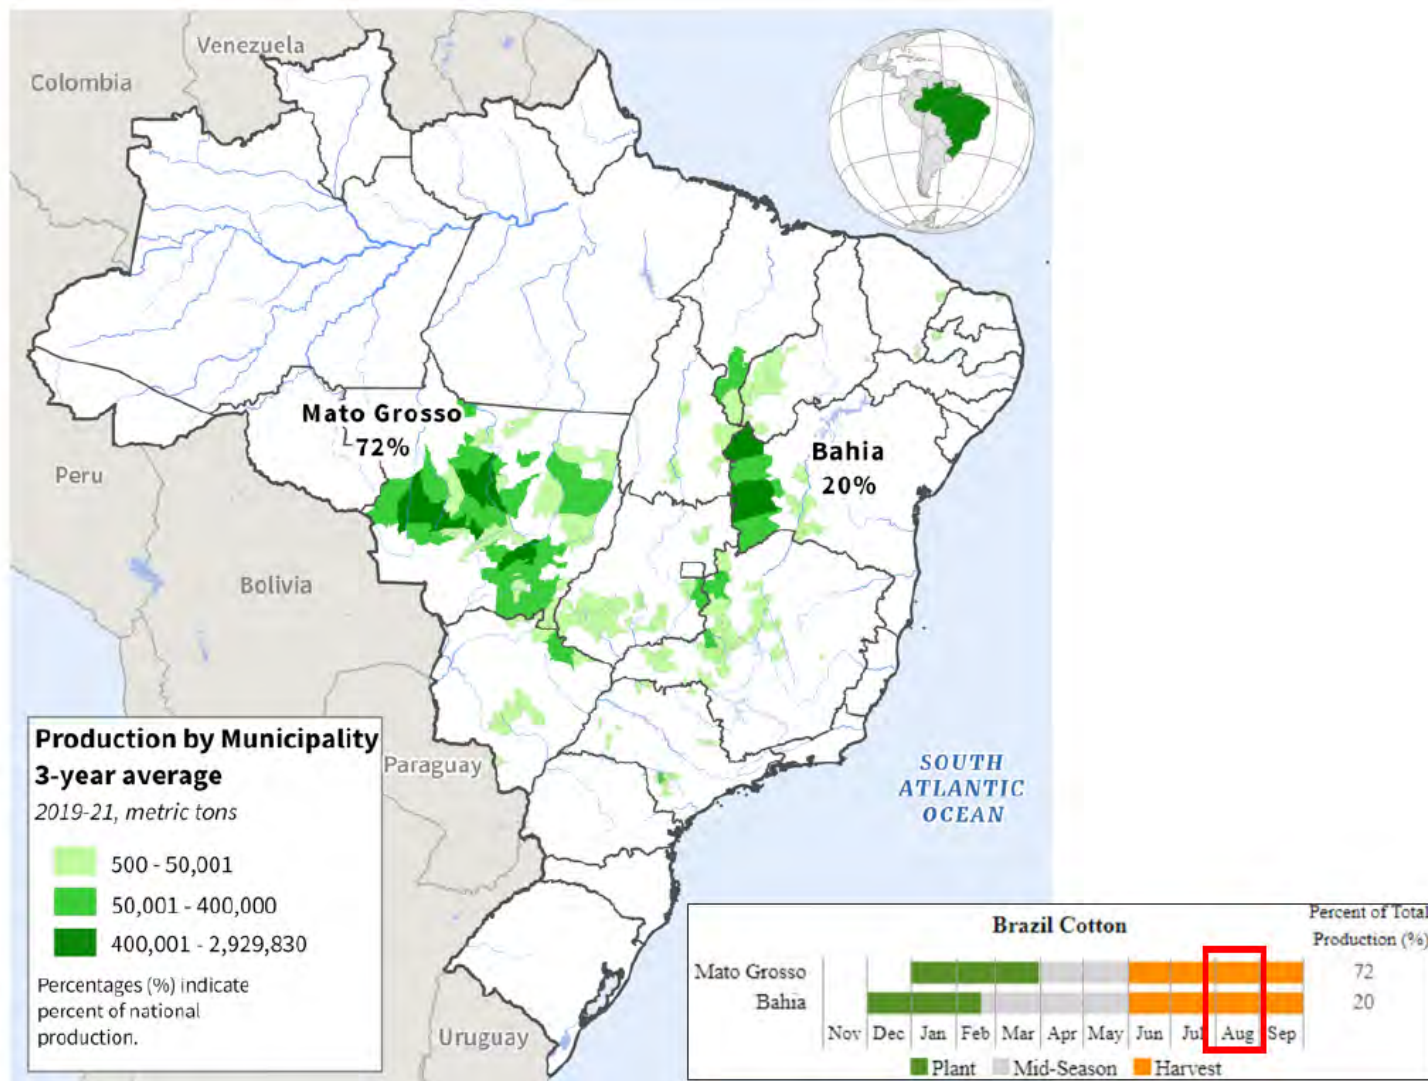 Venezuela
Colombia
Mato Grosso
72%
Bahia
20%
Peru
Bolivia
Production by Municipality
3-year average
2019-21, metric tons
500 - 50,001
50,001 - 400,000
400,001 - 2,929,830
Percentages (%) indicate
percent of national
production.
Paraguay
SOUTH
ATLANTIC
OCEAN
Uruguay
Brazil Cotton
Percent of Total
Production (%)
Mato Grosso 72
Bahia 20
Nov Dec Jan Feb Mar Apr May Jun Jul Aug Sep
Plant Mid-Season Harvest